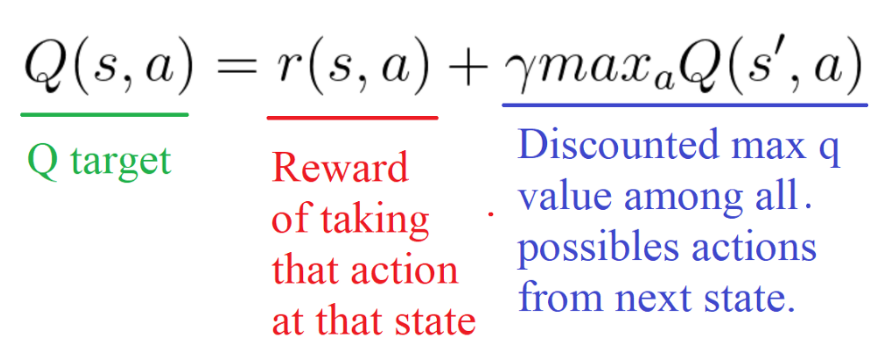 Q(s, a) = r(s, a) + γmaxₐQ(s′, a)
Q target
Reward
of taking
that action
at that state
Discounted max q
value among all.
possibles actions
from next state.